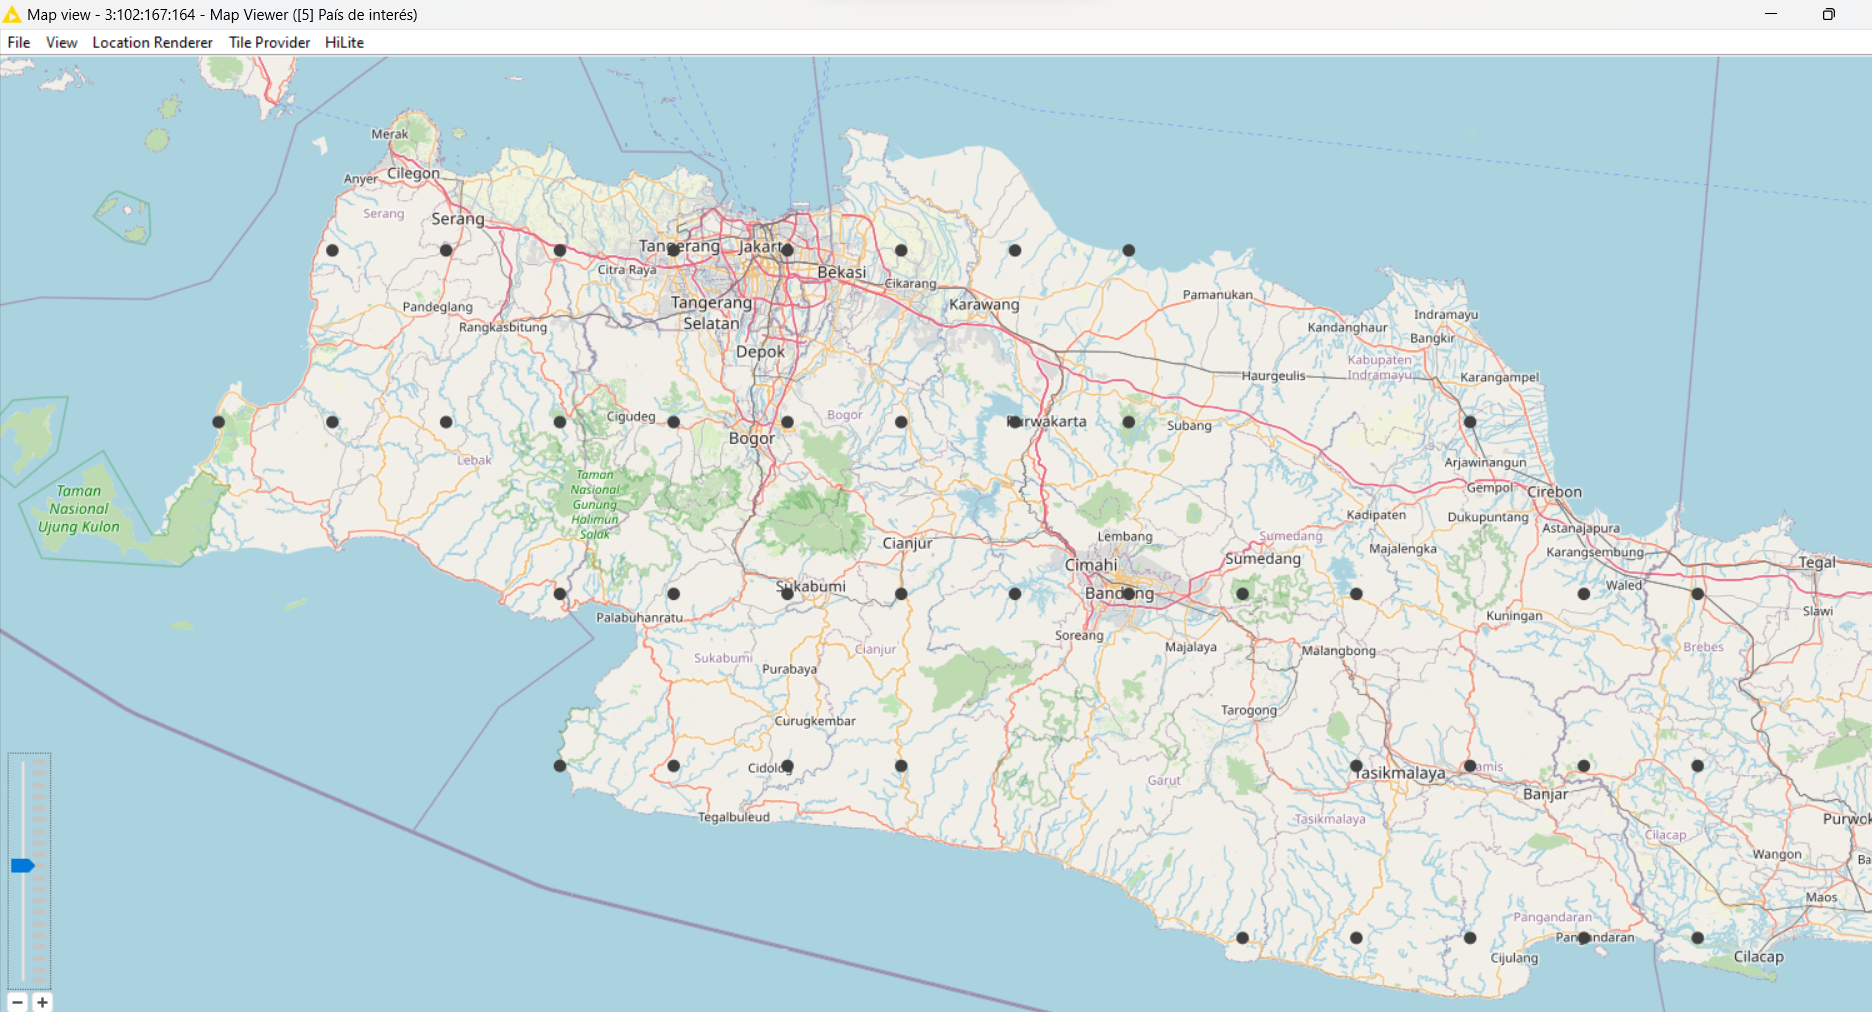 Map view - 3:102:167:164 - Map Viewer ([5] País de interés)
File View Location Renderer Tile Provider HiLite
Merak
Anyer
Cilegon
Serang
Serang
Tangerang
Jakart
Citra Raya
Bekasi
Cikarang
Pandeglang
Rangkasbitung
Tangerang
Selatan
Karawang
Pamanukan
Indramayu
Kandanghaur
Bangkir
Depok
Kabupaten
Indramayu
Haurgeulis
Karangampel
Cigudeg
Bogor
Purwakarta
Subang
Bogor
Lebak
Arjawinangun
Taman
Nasional
Ujung Kulon
Taman
Nasional
Gunung
Halimun
Salak
Gempol
Cirebon
Kadipaten
Dukupuntang
Astanajapura
Cianjur
Lembang
Sumedang
Majalengka
Karangsembung
Cimahi
Sumedang
Tegal
Sukabumi
Bandung
Waled
Palabuhanratu
Kuningan
Slawi
Soreang
Majalaya
Malangbong
Brebes
Sukabumi
Cianjur
Purabaya
Tarogong
Curugkembar
Cidolog
Garut
Tasikmalaya
amis
Banjar
Tegalbuleud
Tasikmalaya
Cilacap
Purwok
Wangon
Ba
Maos
Pangandaran
Pangandaran
Cijulang
Cilacap
− +